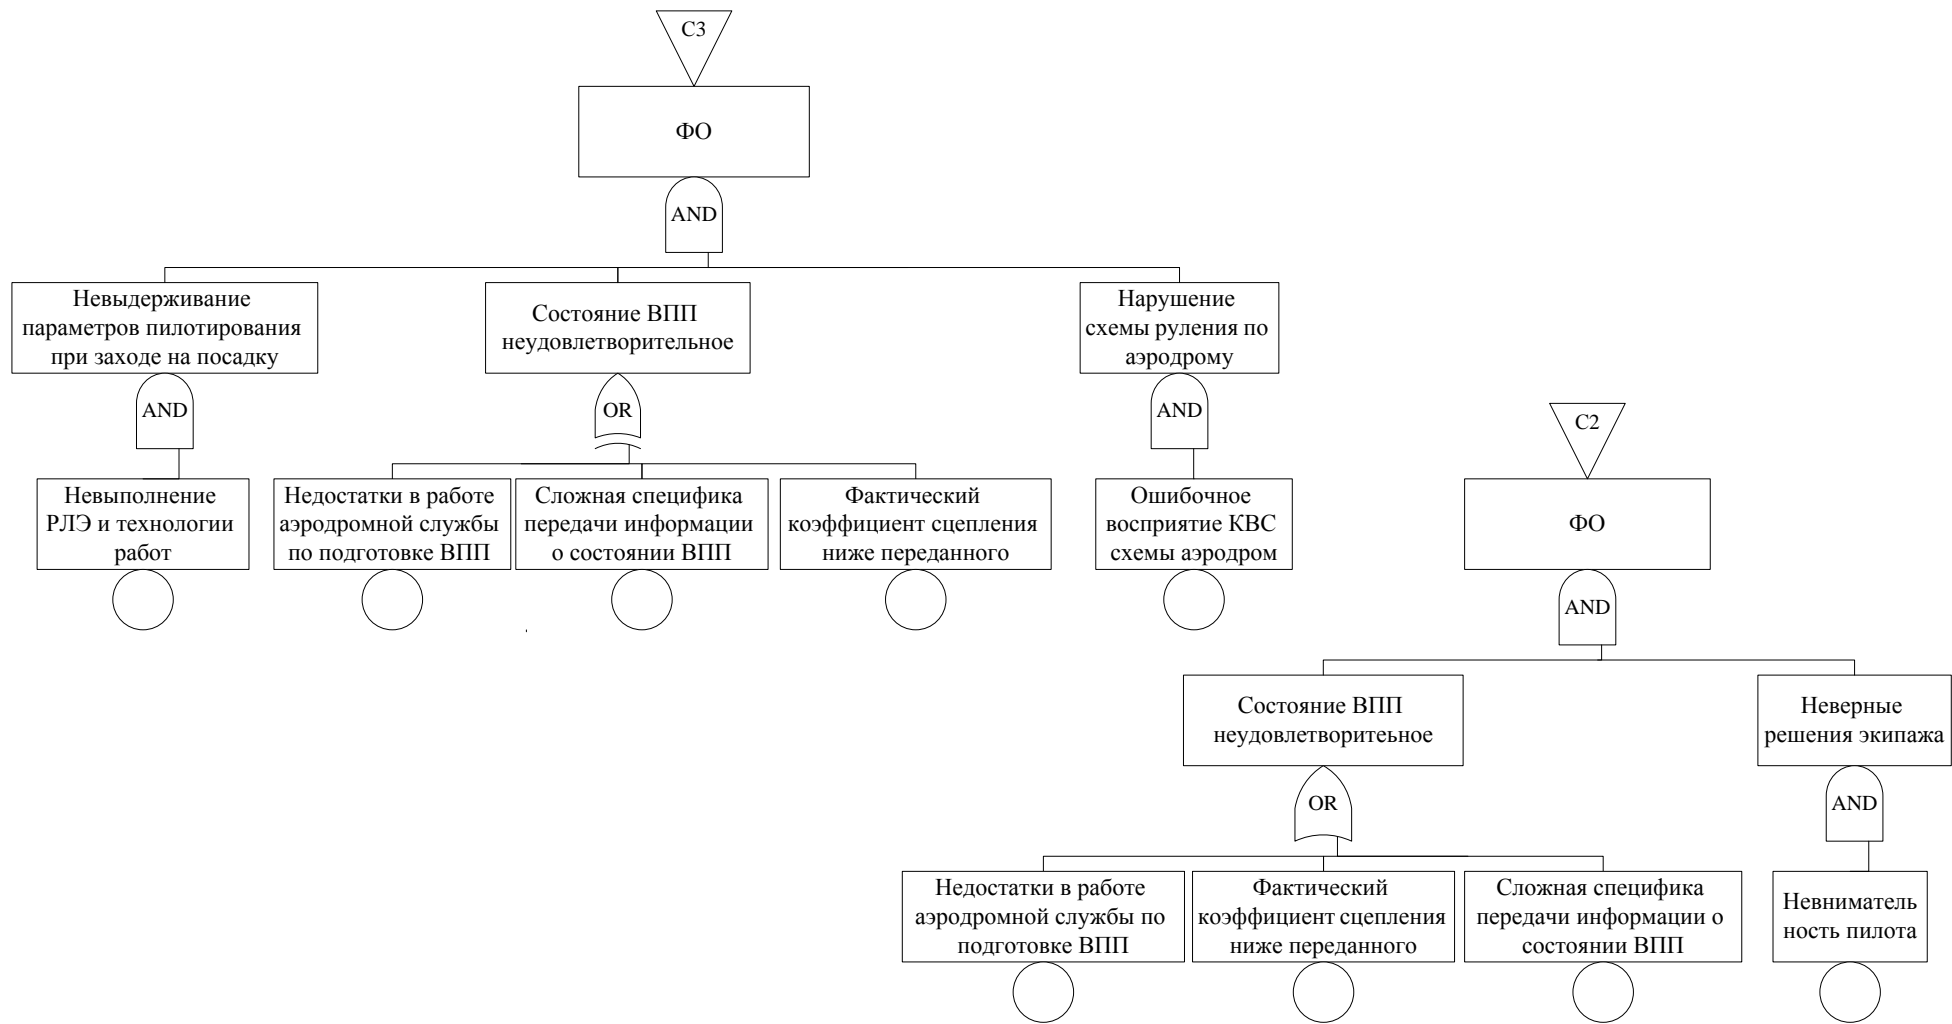 С3
ФО
AND
Невыдерживание
параметров пилотирования
при заходе на посадку
Состояние ВПП
неудовлетворительное
Нарушение
схемы руления по
аэродрому
AND
OR
AND
Невыполнение
РЛЭ и технологии
работ
Недостатки в работе
аэродромной службы
по подготовке ВПП
Сложная специфика
передачи информации
о состоянии ВПП
Фактический
коэффициент сцепления
ниже переданного
Ошибочное
восприятие КВС
схемы аэродром
С2
ФО
AND
Состояние ВПП
неудовлетворитеьное
Неверные
решения экипажа
OR
AND
Недостатки в работе
аэродромной службы по
подготовке ВПП
Фактический
коэффициент сцепления
ниже переданного
Сложная специфика
передачи информации о
состоянии ВПП
Невниматель
ность пилота